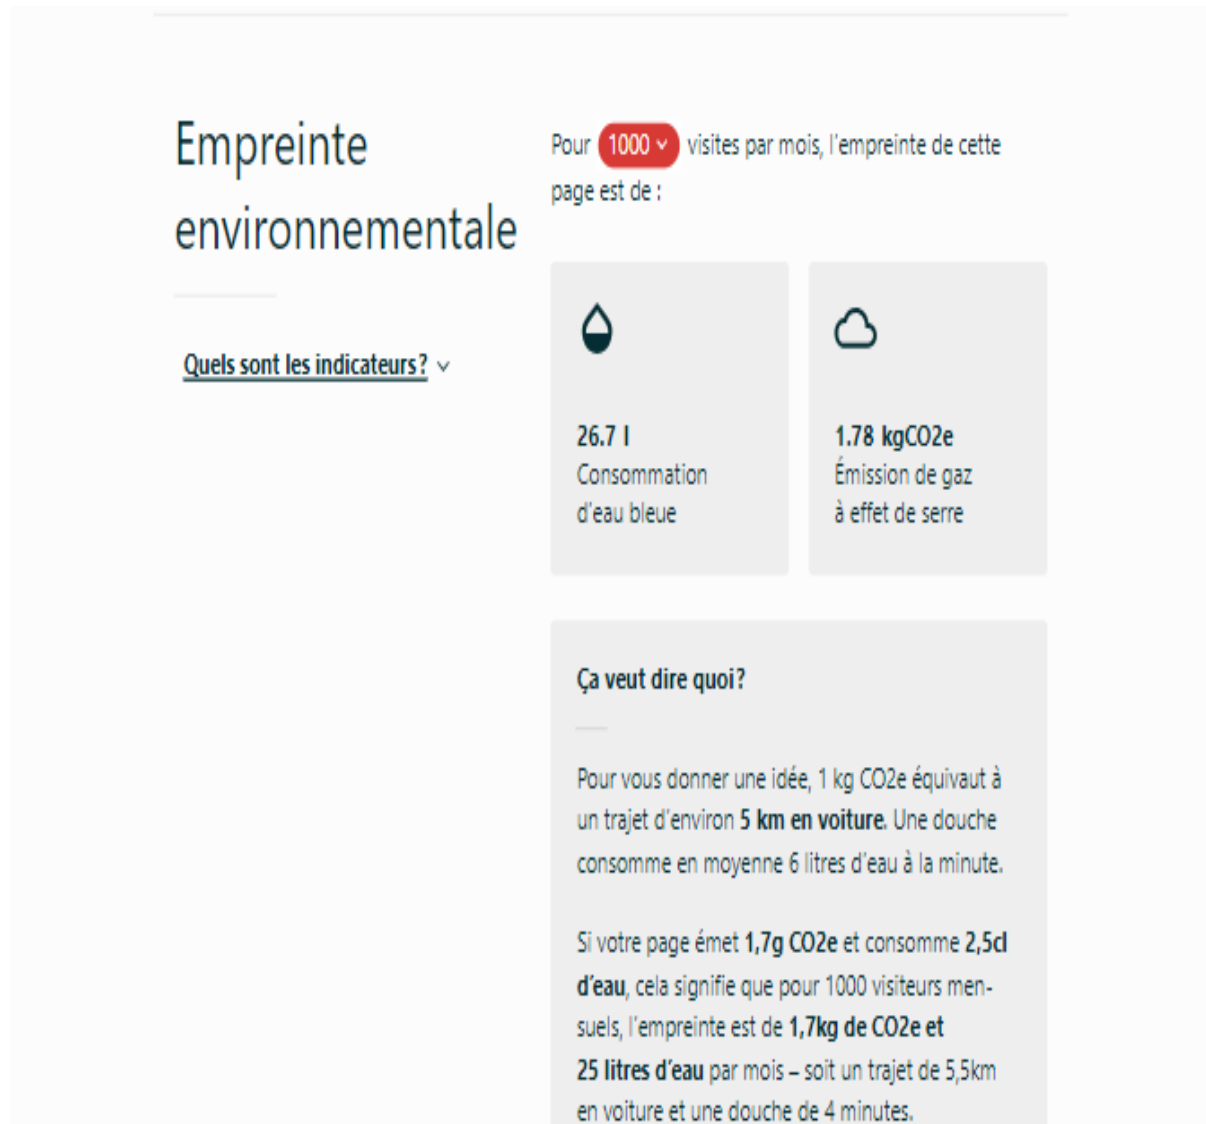 Empreinte
environnementale
Quels sont les indicateurs?
Pour 1000 visites par mois, l'empreinte de cette
page est de :
26.7 l
Consommation
d'eau bleue
1.78 kgCO2e
Émission de gaz
à effet de serre
Ça veut dire quoi?
Pour vous donner une idée, 1 kg CO2e équivaut à
un trajet d'environ 5 km en voiture. Une douche
consomme en moyenne 6 litres d'eau à la minute.
Si votre page émet 1,7g CO2e et consomme 2,5cl
d'eau, cela signifie que pour 1000 visiteurs men-
suels, l'empreinte est de 1,7kg de CO2e et
25 litres d'eau par mois – soit un trajet de 5,5km
en voiture et une douche de 4 minutes.